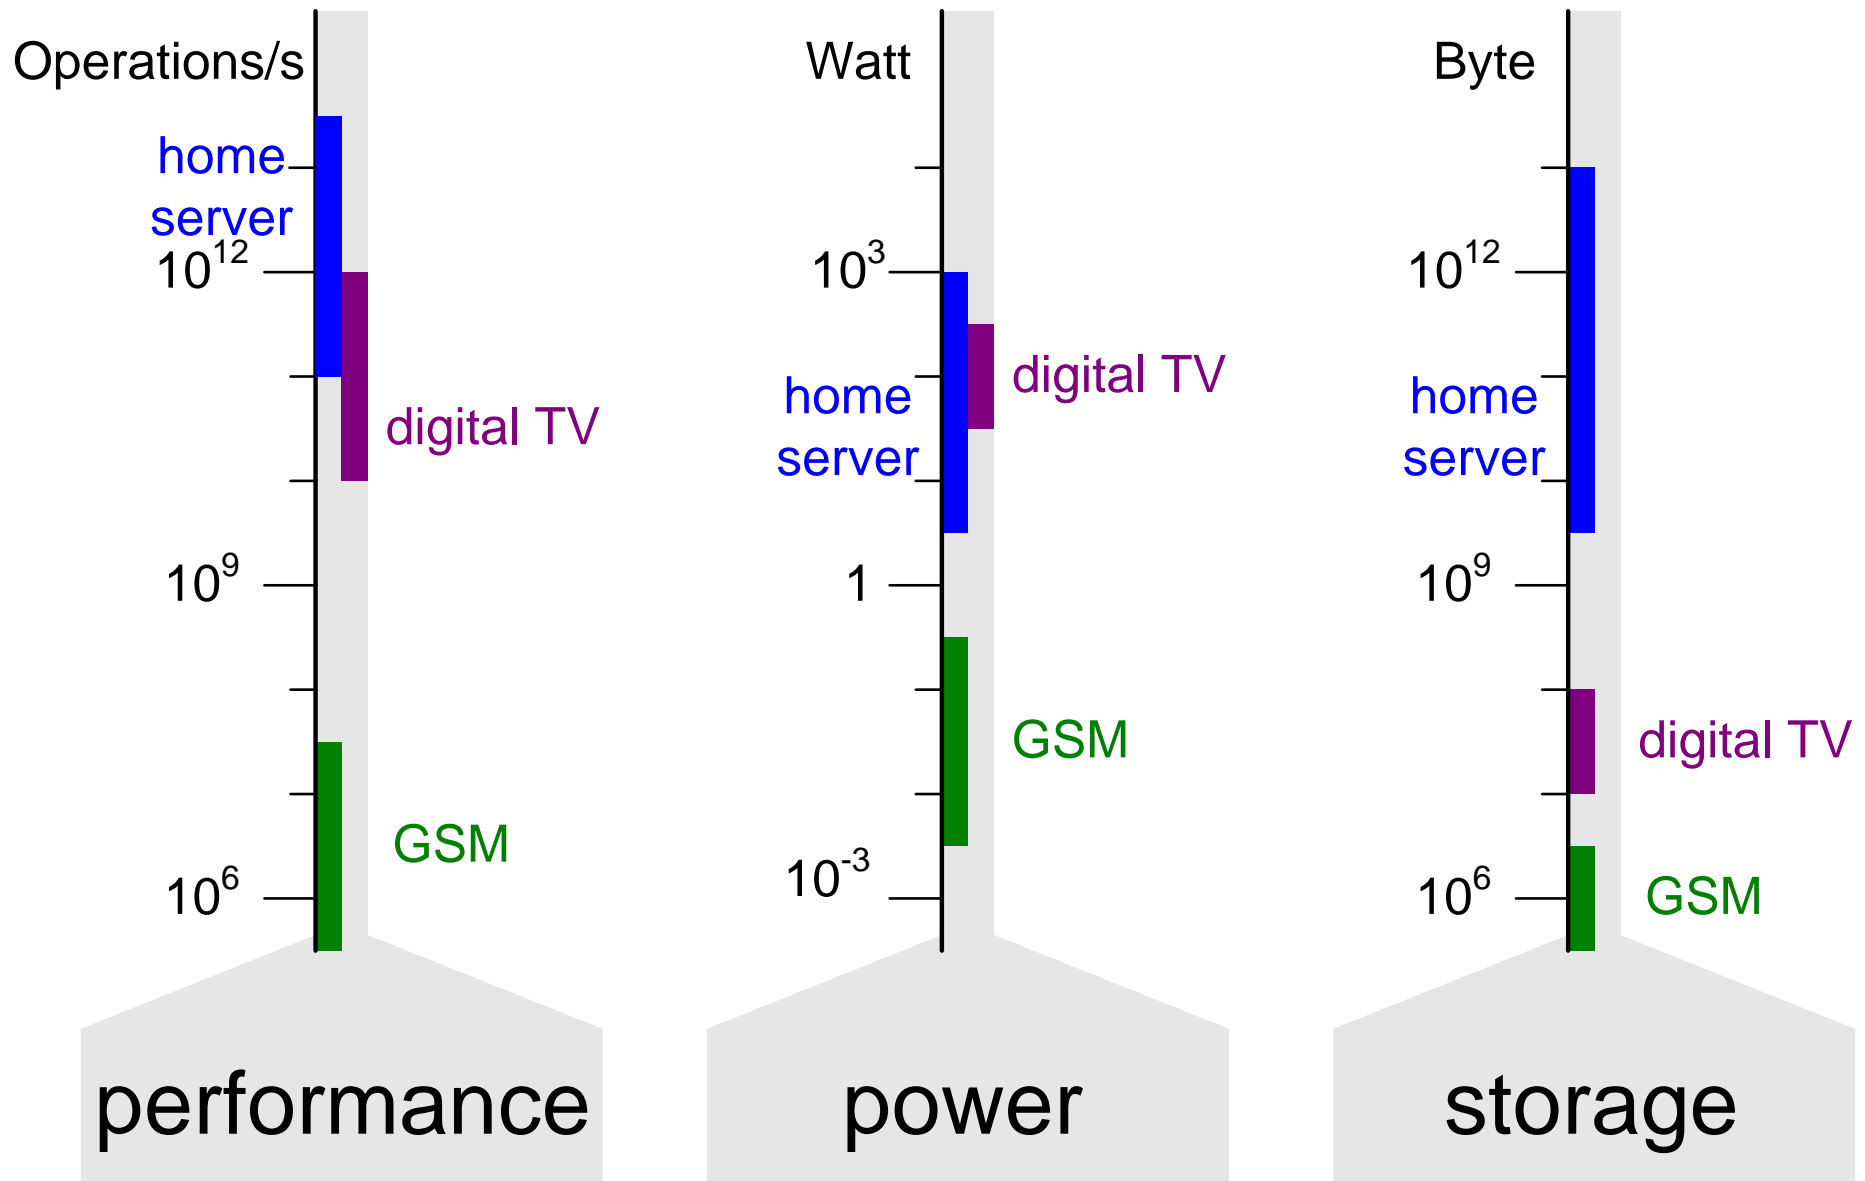 Operations/s
home
server
10^12
digital TV
10^9
GSM
10^6
performance
Watt
10^3
digital TV
home
server
1
GSM
10^-3
power
Byte
10^12
home
server
10^9
digital TV
10^6
GSM
storage